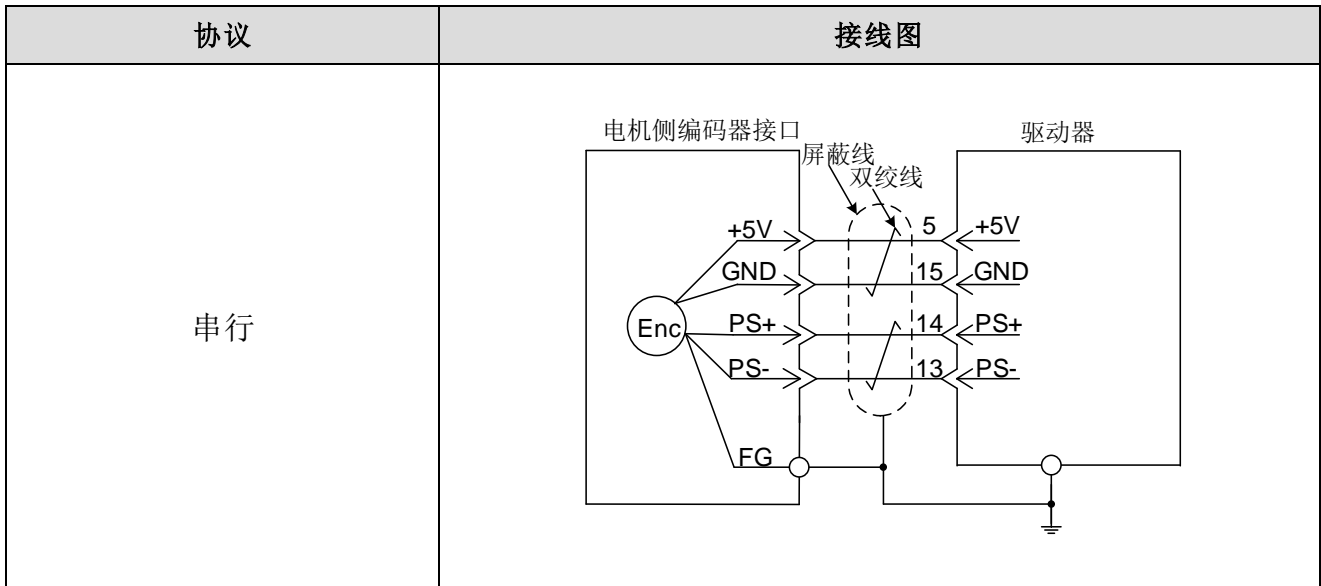 协议 接线图
串行
电机侧编码器接口 驱动器
屏蔽线
双绞线
+5V 5 +5V
GND 15 GND
Enc PS+ 14 PS+
PS- 13 PS-
FG